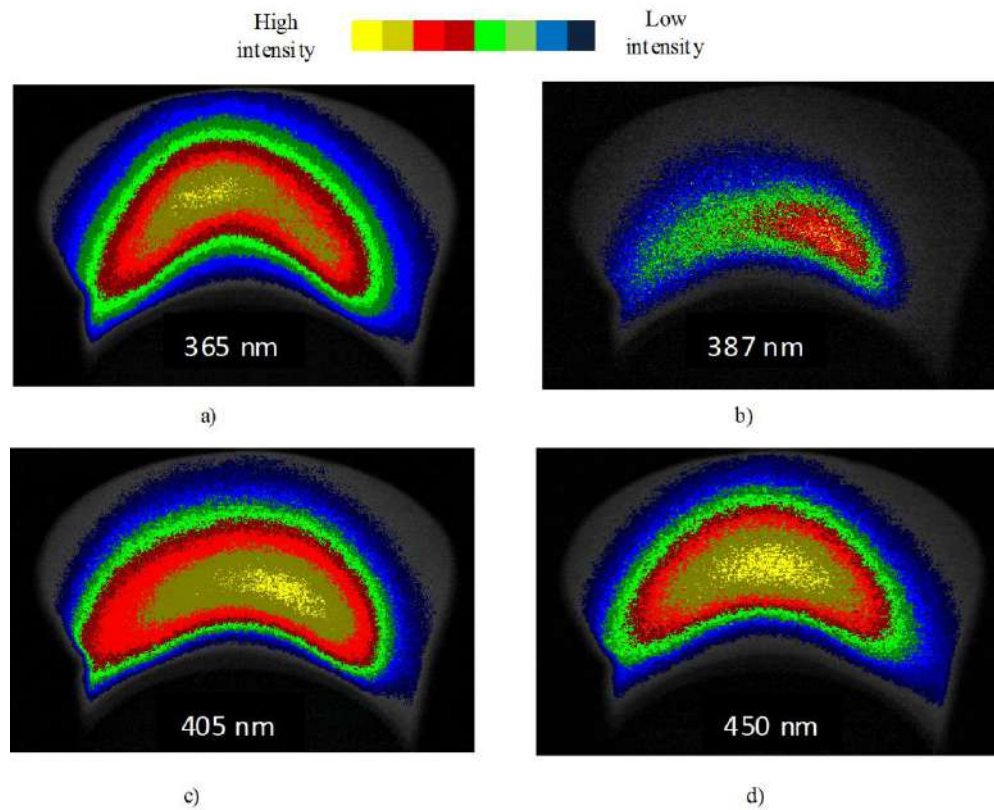 High
intensity
Low
intensity
365 nm
387 nm
a)
b)
405 nm
450 nm
c)
d)